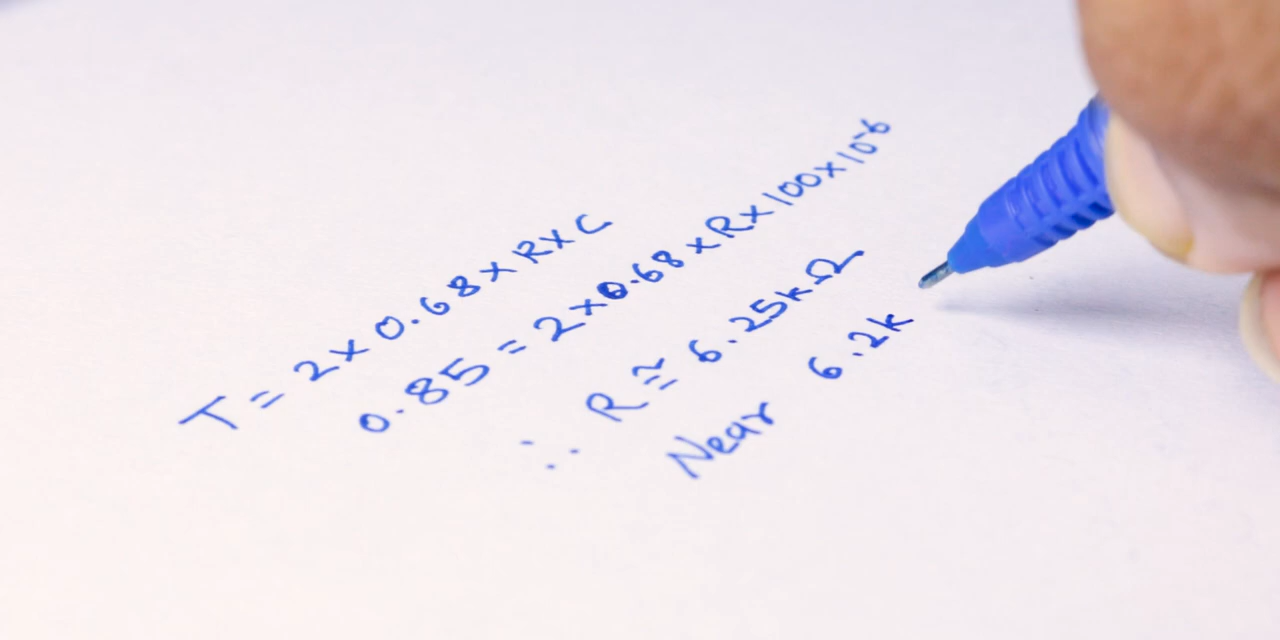 T = 2 × 0.68 × R × C
0.85 = 2 × 0.68 × R × 100 × 10⁻⁶
∴ R ≅ 6.25kΩ
Near 6.2k